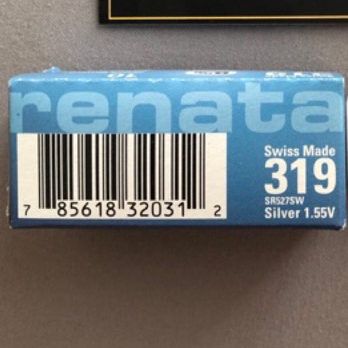 renata
Swiss Made
319
SR527SW
Silver 1.55V
7 85618 32031 2